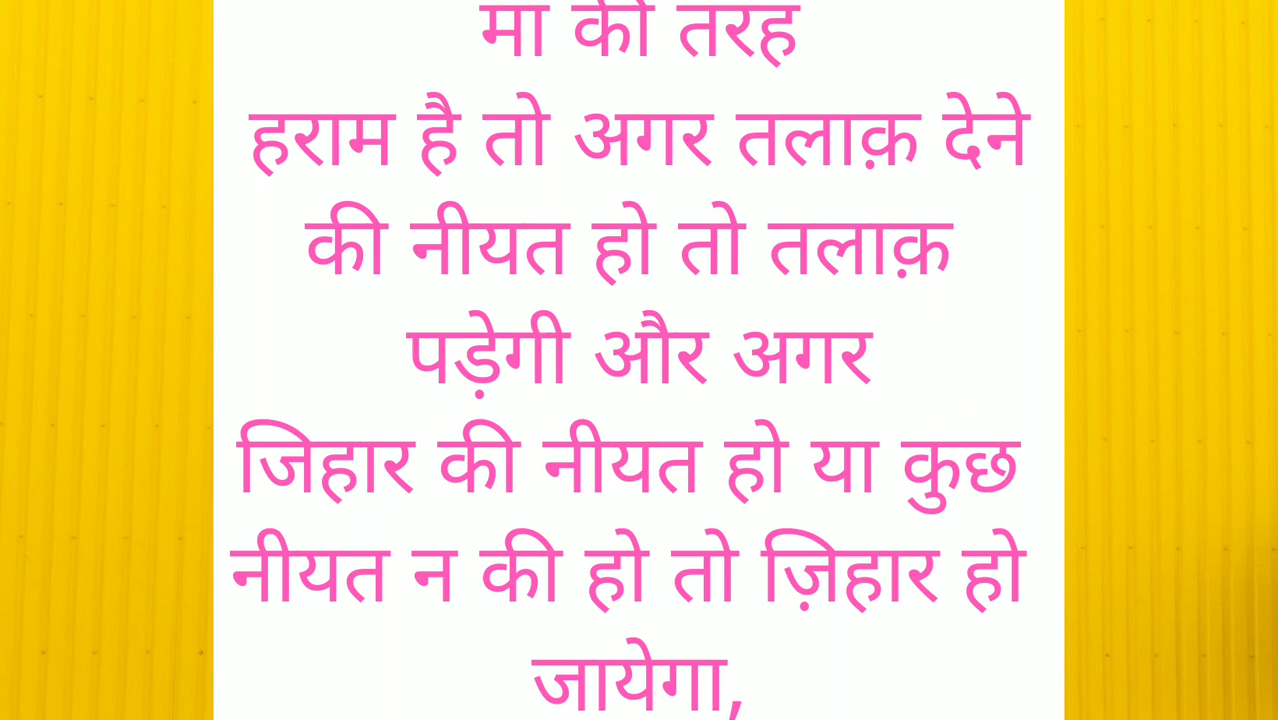 मा की तरह
हराम है तो अगर तलाक़ देने
की नीयत हो तो तलाक़
पड़ेगी और अगर
जिहार की नीयत हो या कुछ
नीयत न की हो तो ज़िहार हो
जायेगा,